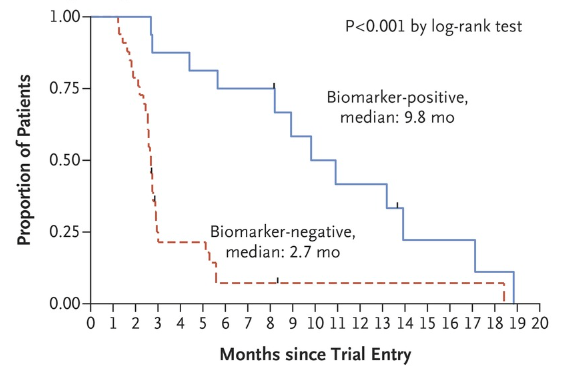 1.00
P<0.001 by log-rank test
0.75
Biomarker-positive,
median: 9.8 mo
Proportion of Patients
0.50
0.25
Biomarker-negative,
median: 2.7 mo
0.00
0 1 2 3 4 5 6 7 8 9 10 11 12 13 14 15 16 17 18 19 20
Months since Trial Entry